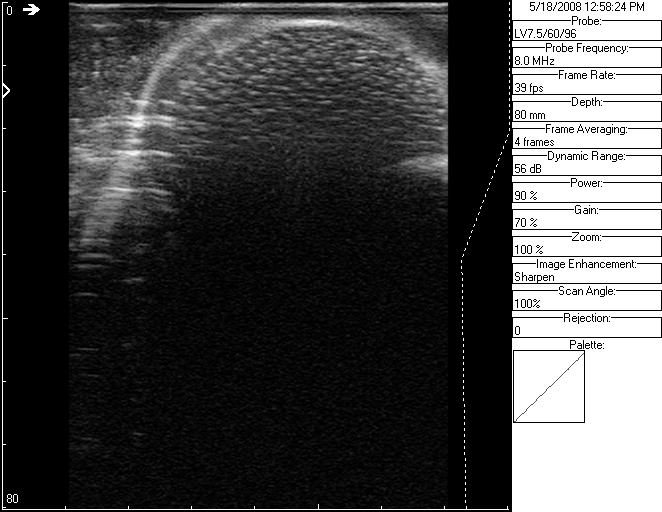 0
80
5/18/2008 12:58:24 PM
Probe:
LV7.5/60/96
Probe Frequency:
8.0 MHz
Frame Rate:
39 fps
Depth:
80 mm
Frame Averaging:
4 frames
Dynamic Range:
56 dB
Power:
90 %
Gain:
70 %
Zoom:
100 %
Image Enhancement:
Sharpen
Scan Angle:
100%
Rejection:
0
Palette: